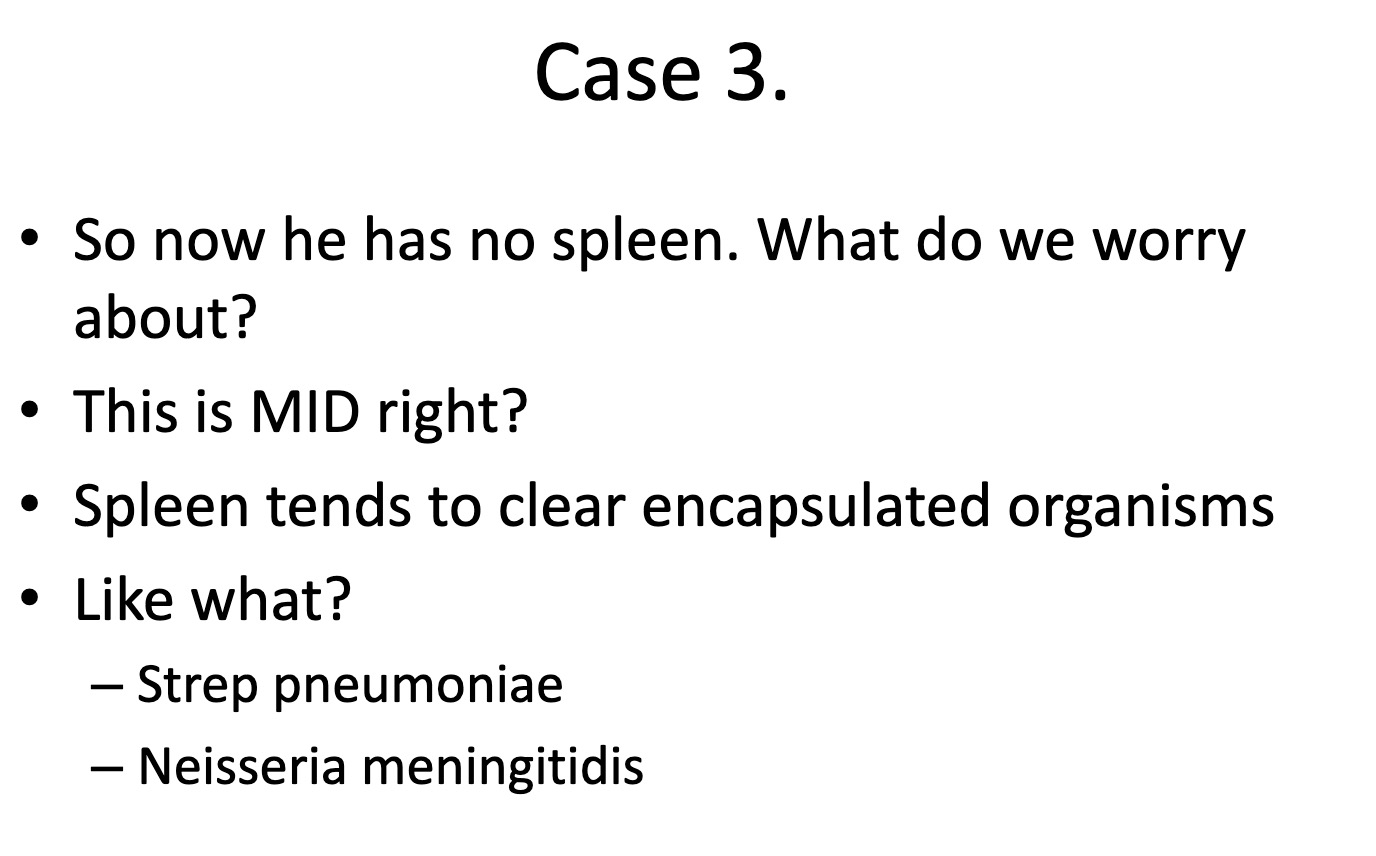 Case 3.
• So now he has no spleen. What do we worry
about?
• This is MID right?
• Spleen tends to clear encapsulated organisms
• Like what?
– Strep pneumoniae
– Neisseria meningitidis